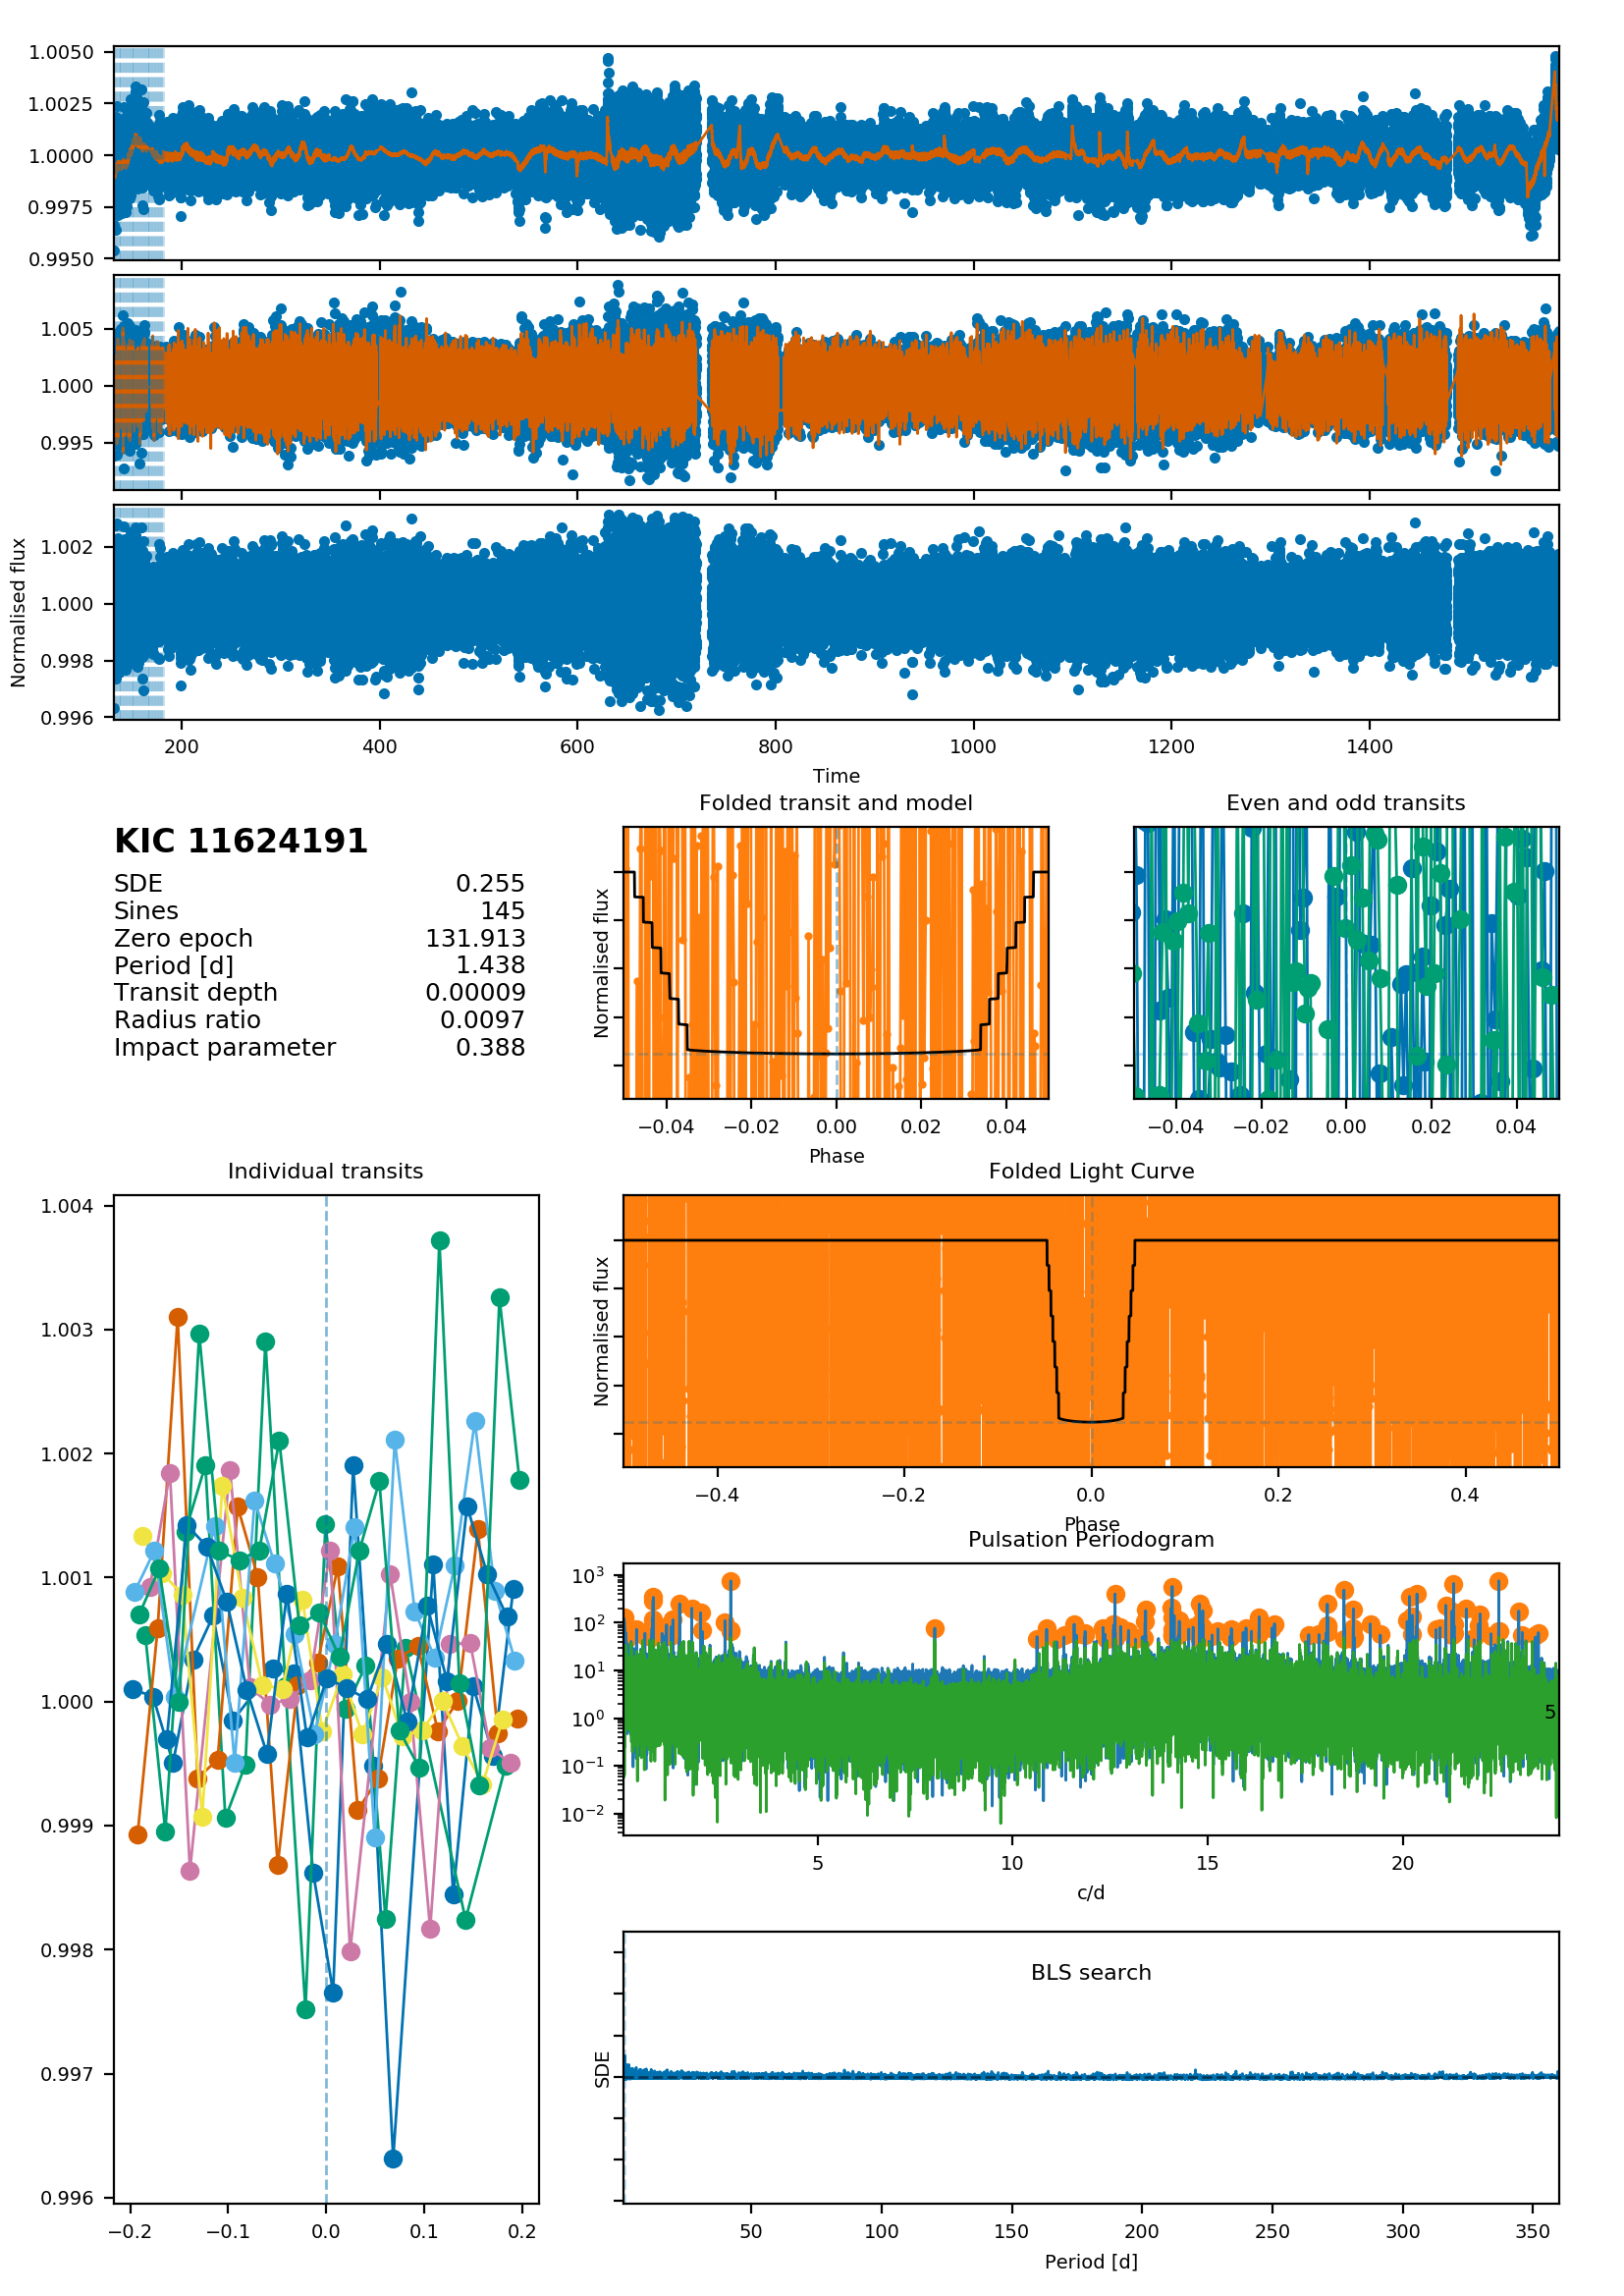 1.0050
1.0025
1.0000
0.9975
0.9950
1.005
1.000
0.995
1.002
1.000
0.998
0.996
Normalised flux
200 400 600 800 1000 1200 1400
Time
KIC 11624191
SDE 0.255
Sines 145
Zero epoch 131.913
Period [d] 1.438
Transit depth 0.00009
Radius ratio 0.0097
Impact parameter 0.388
Folded transit and model
Normalised flux
−0.04 −0.02 0.00 0.02 0.04
Phase
Even and odd transits
−0.04 −0.02 0.00 0.02 0.04
Individual transits
1.004
1.003
1.002
1.001
1.000
0.999
0.998
0.997
0.996
−0.2 −0.1 0.0 0.1 0.2
Folded Light Curve
Normalised flux
−0.4 −0.2 0.0 0.2 0.4
Phase
Pulsation Periodogram
10³
10²
10¹
10⁰
10⁻¹
10⁻²
5
5 10 15 20
c/d
BLS search
SDE
50 100 150 200 250 300 350
Period [d]